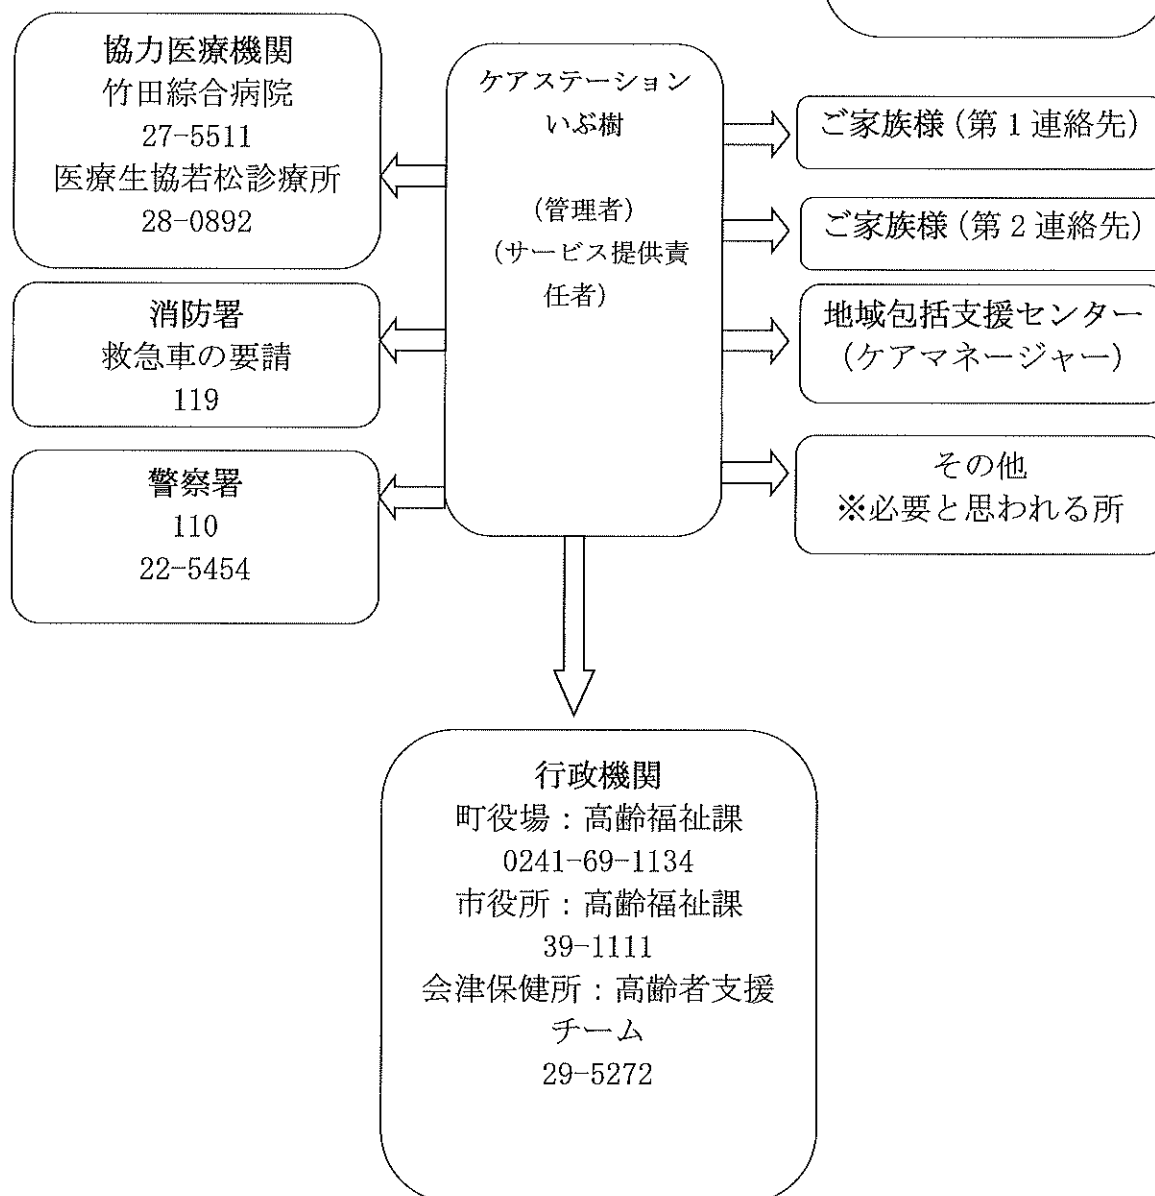 協力医療機関
竹田綜合病院
27-5511
医療生協若松診療所
28-0892
消防署
救急車の要請
119
警察署
110
22-5454
ケアステーション
いぶ樹
(管理者)
(サービス提供責
任者)
ご家族様(第1連絡先)
ご家族様(第2連絡先)
地域包括支援センター
(ケアマネージャー)
その他
※必要と思われる所
行政機関
町役場：高齢福祉課
0241-69-1134
市役所：高齢福祉課
39-1111
会津保健所：高齢者支援
チーム
29-5272